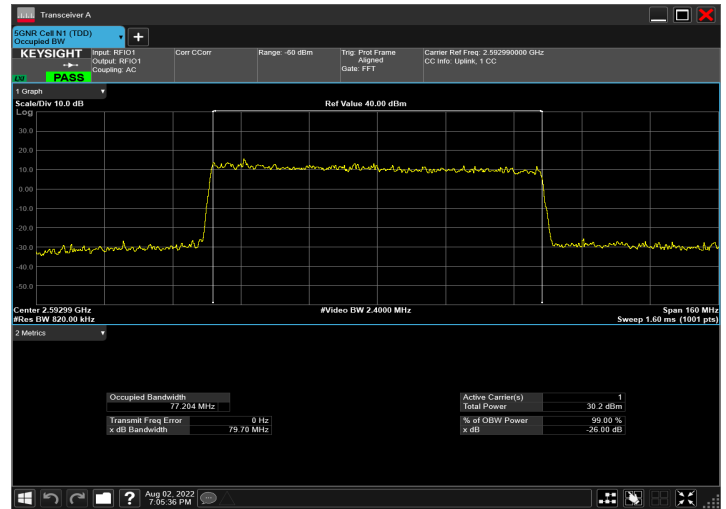 Transceiver A
5GNR Cell N1 (TDD)
Occupied BW
KEYSIGHT
LXI
PASS
Input: RFIO1
Output: RFIO1
Coupling: AC
Corr CCorr
Range: -60 dBm
Trig: Prot Frame
Aligned
Gate: FFT
Carrier Ref Freq: 2.592990000 GHz
CC Info: Uplink, 1 CC
1 Graph
Scale/Div 10.0 dB
Ref Value 40.00 dBm
Log
30.0
20.0
10.0
0.00
-10.0
-20.0
-30.0
-40.0
-50.0
Center 2.59299 GHz
#Video BW 2.4000 MHz
Span 160 MHz
#Res BW 820.00 kHz
Sweep 1.60 ms (1001 pts)
2 Metrics
Occupied Bandwidth
77.204 MHz
Transmit Freq Error 0 Hz
x dB Bandwidth 79.70 MHz
Active Carrier(s) 1
Total Power 30.2 dBm
% of OBW Power 99.00 %
x dB -26.00 dB
?
Aug 02, 2022
7:05:36 PM